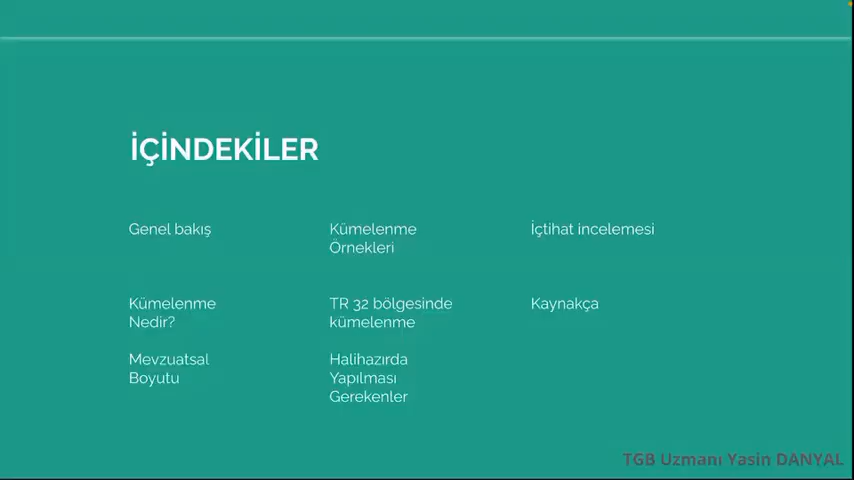 İÇİNDEKİLER
Genel bakış
Kümelenme
Nedir?
Mevzuatsal
Boyutu
Kümelenme
Örnekleri
TR 32 bölgesinde
kümelenme
Halihazırda
Yapılması
Gerekenler
İçtihat incelemesi
Kaynakça
TGB Uzmanı Yasin DANYAL